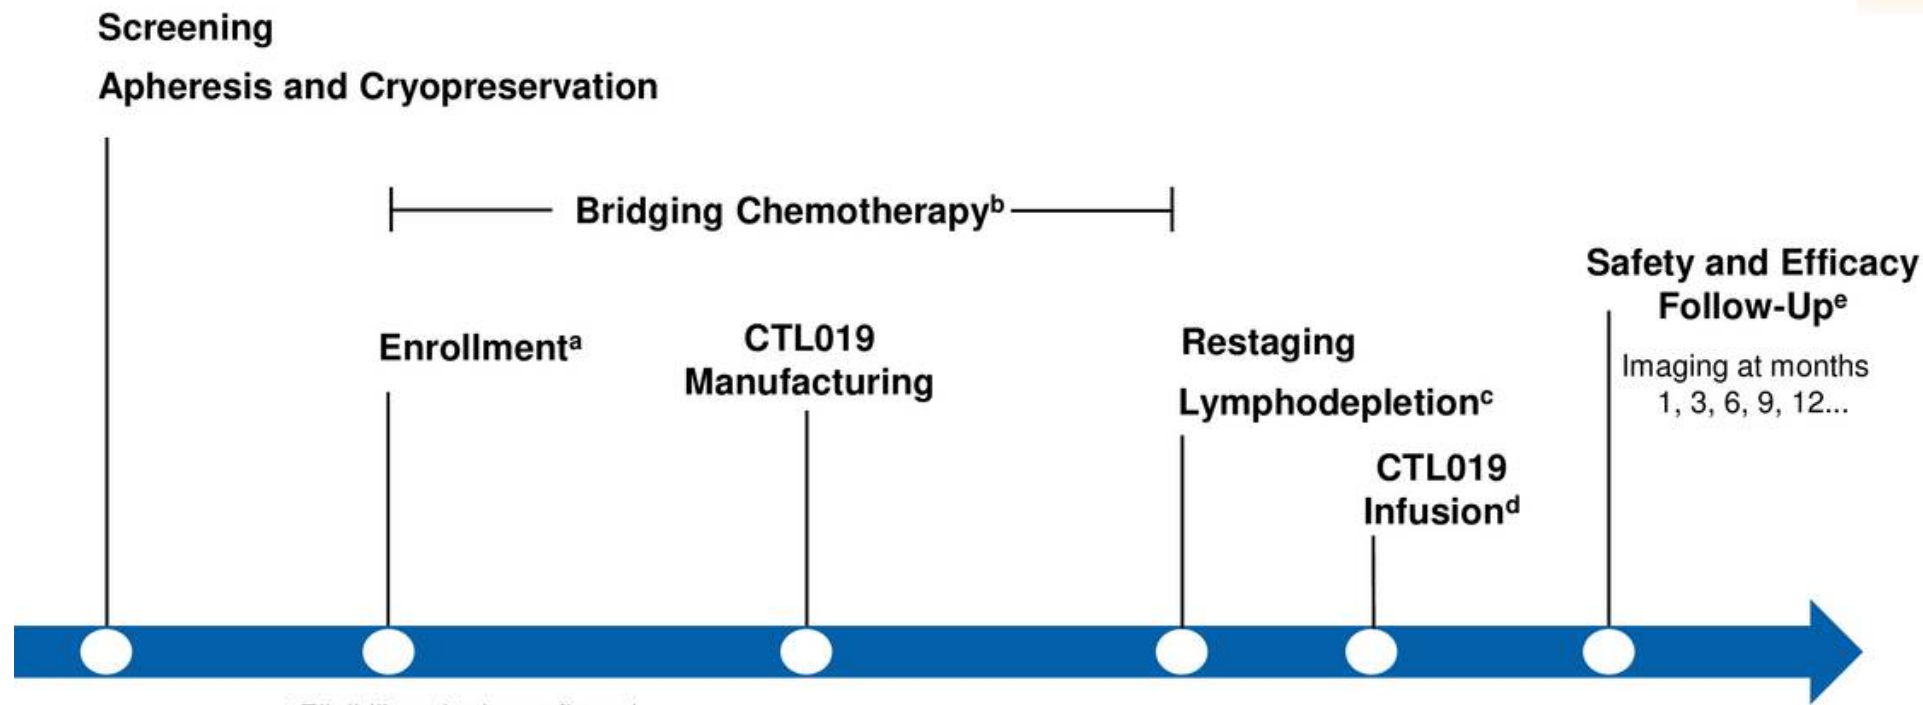 Screening
Apheresis and Cryopreservation
Bridging Chemotherapyᵇ
Safety and Efficacy
Follow-Upᵉ
Imaging at months
1, 3, 6, 9, 12...
Enrollmentᵃ
CTL019
Manufacturing
Restaging
Lymphodepletionᶜ
CTL019
Infusionᵈ